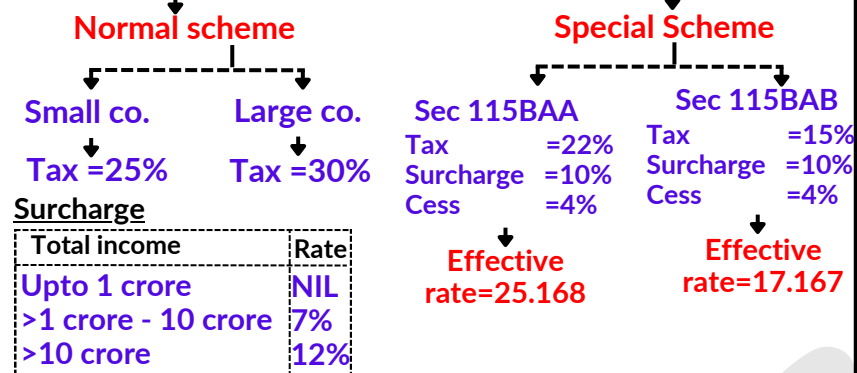 Normal scheme
Small co.
Tax =25%
Large co.
Tax =30%
Surcharge
Total income Rate
Upto 1 crore NIL
>1 crore - 10 crore 7%
>10 crore 12%
Special Scheme
Sec 115BAA
Tax =22%
Surcharge =10%
Cess =4%
Effective
rate=25.168
Sec 115BAB
Tax =15%
Surcharge =10%
Cess =4%
Effective
rate=17.167